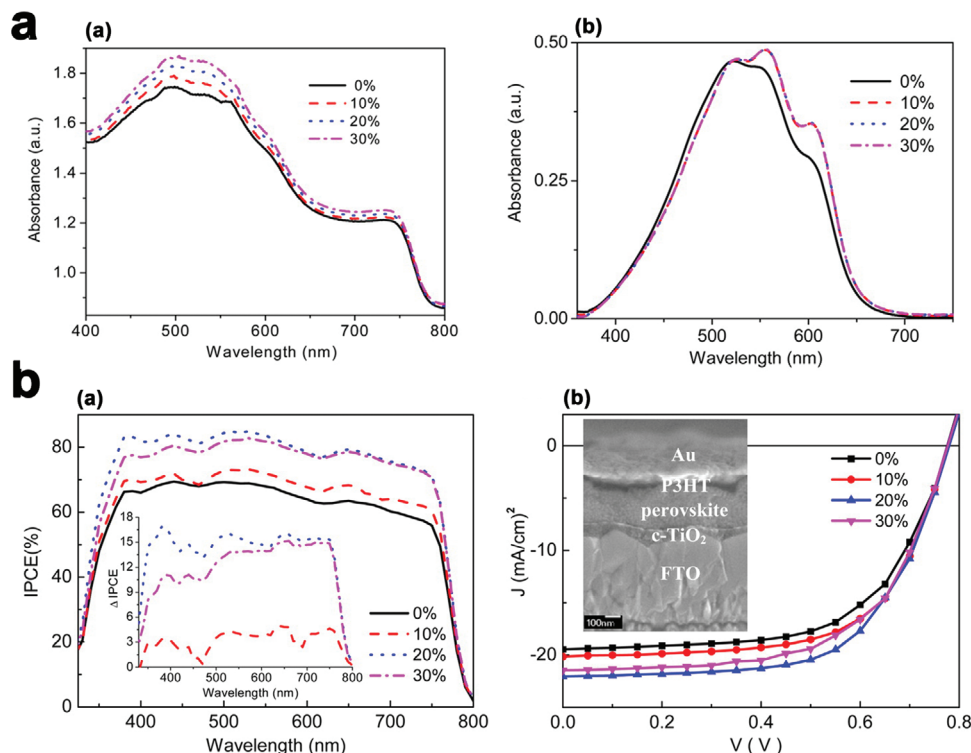 a
(a)
Absorbance (a.u.)
1.8
1.6
1.4
1.2
1.0
0%
10%
20%
30%
400 500 600 700 800
Wavelength (nm)
(b)
Absorbance (a.u.)
0.50
0.25
0.00
0%
10%
20%
30%
400 500 600 700
Wavelength (nm)
b
(a)
IPCE(%)
80
60
40
20
0
Δ IPCE
18
15
12
9
6
3
0
300 400 500 600 700 800
Wavelength (nm)
0%
10%
20%
30%
400 500 600 700 800
Wavelength (nm)
(b)
J (mA/cm)²
0
-10
-20
Au
P3HT
perovskite
c-TiO₂
FTO
100nm
0%
10%
20%
30%
0.0 0.2 0.4 0.6 0.8
V ( V )